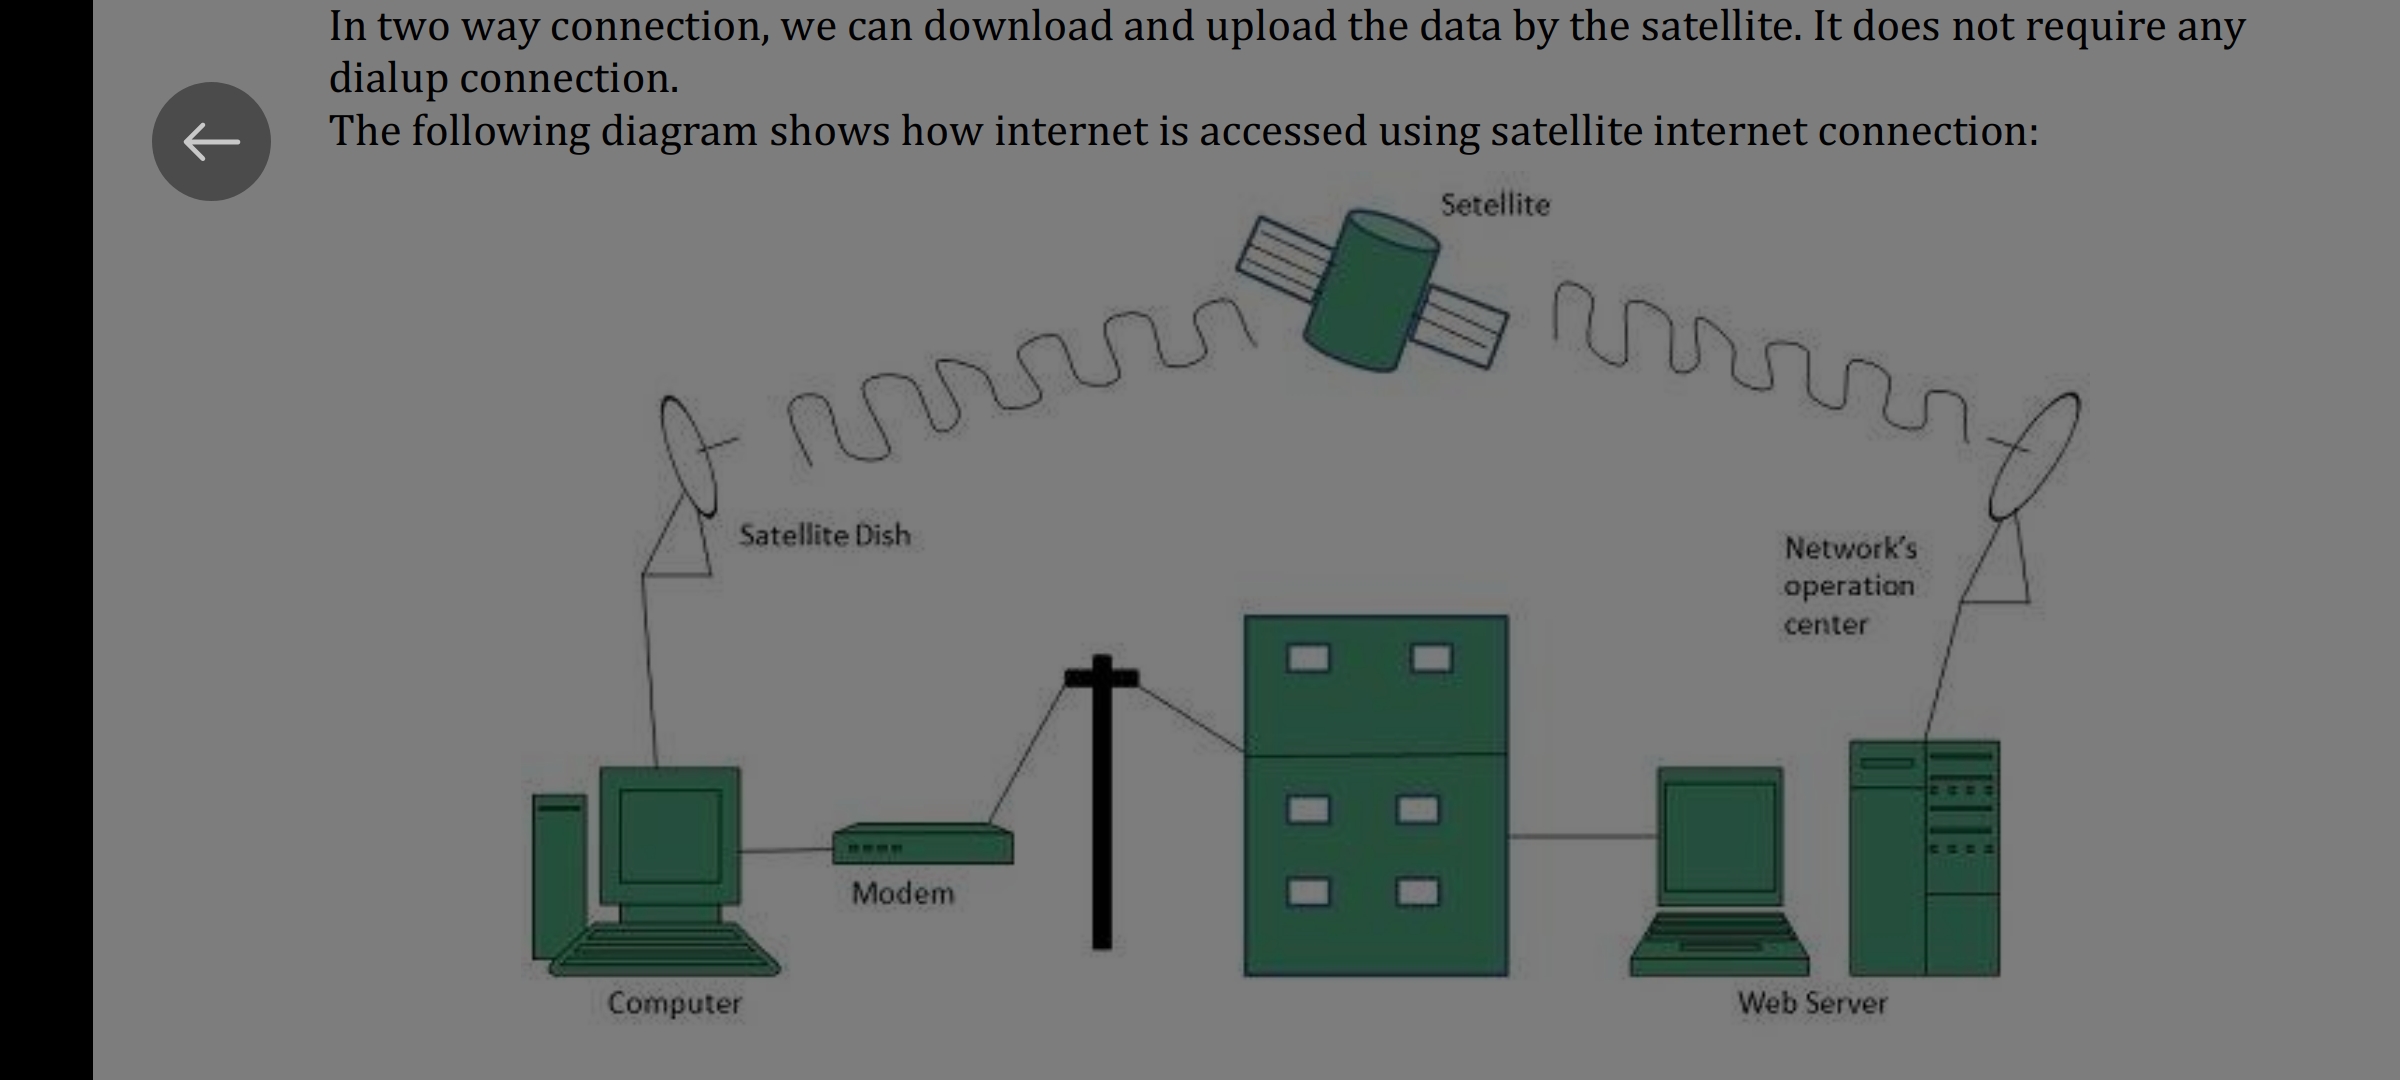 In two way connection, we can download and upload the data by the satellite. It does not require any
dialup connection.
The following diagram shows how internet is accessed using satellite internet connection:
Setellite
Satellite Dish
Network's
operation
center
Modem
Computer
Web Server